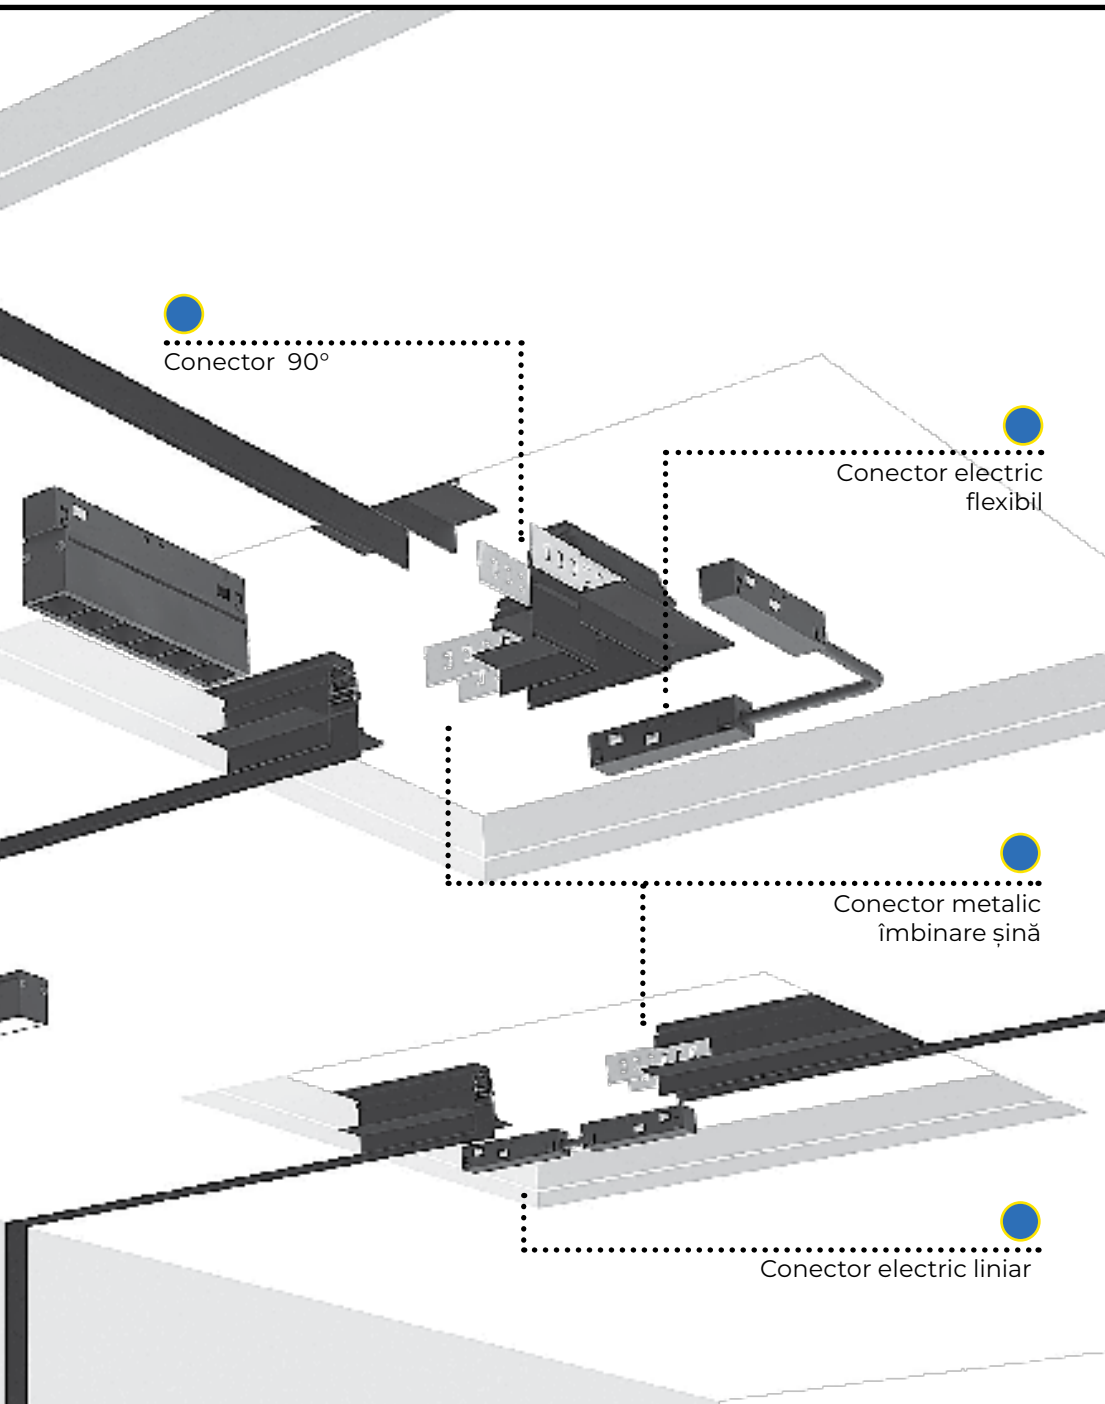 Conector 90°
Conector electric
flexibil
Conector metalic
îmbinare șină
Conector electric liniar